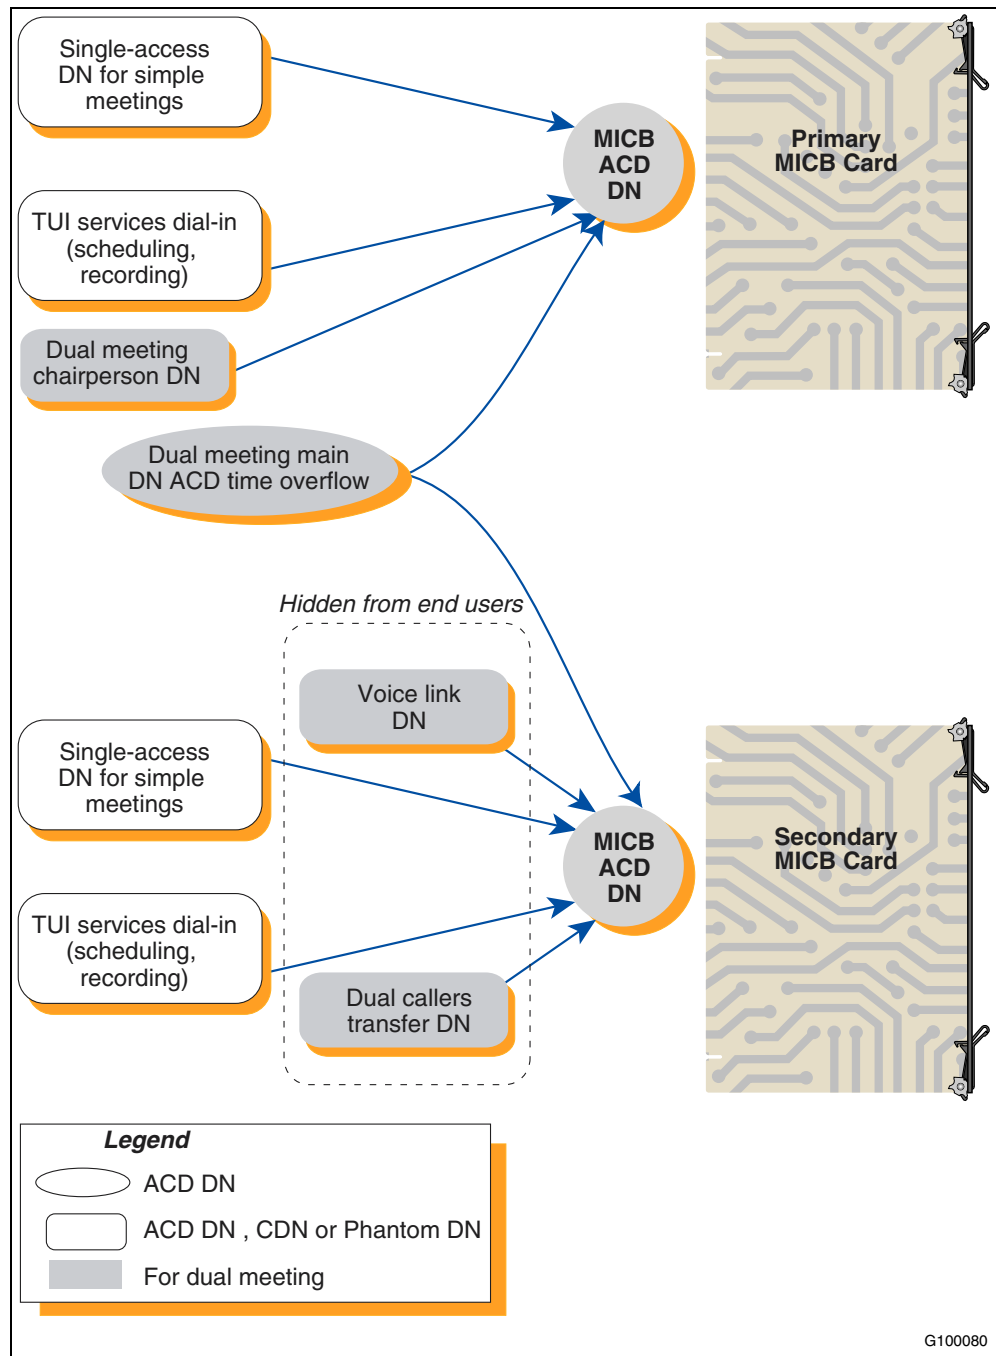 Single-access
DN for simple
meetings
MICB
ACD
DN
Primary
MICB Card
TUI services dial-in
(scheduling,
recording)
Dual meeting
chairperson DN
Dual meeting main
DN ACD time overflow
Hidden from end users
Voice link
DN
Single-access
DN for simple
meetings
MICB
ACD
DN
Secondary
MICB Card
TUI services dial-in
(scheduling,
recording)
Dual callers
transfer DN
Legend
ACD DN
ACD DN , CDN or Phantom DN
For dual meeting
G100080